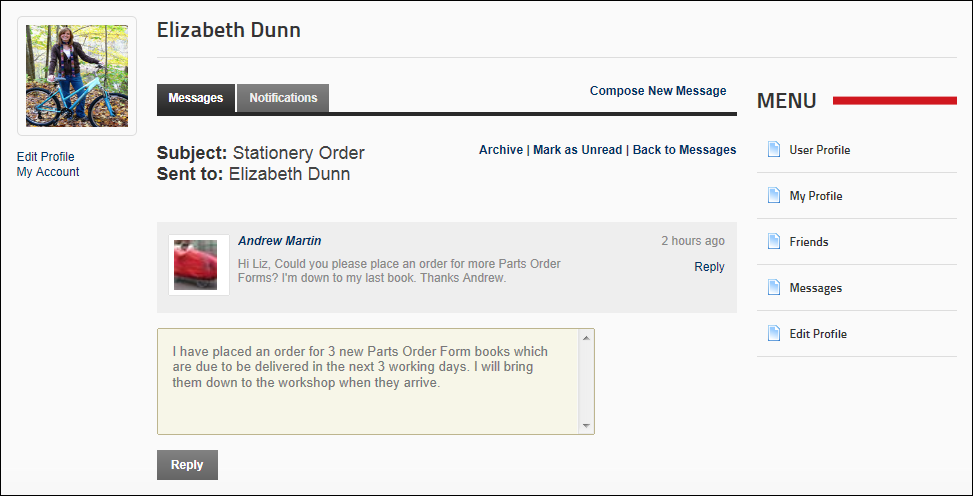 Elizabeth Dunn
Edit Profile
My Account
Messages
Notifications
Compose New Message
Subject: Stationery Order
Sent to: Elizabeth Dunn
Archive | Mark as Unread | Back to Messages
Andrew Martin
2 hours ago
Hi Liz, Could you please place an order for more Parts Order
Forms? I'm down to my last book. Thanks Andrew.
Reply
I have placed an order for 3 new Parts Order Form books which
are due to be delivered in the next 3 working days. I will bring
them down to the workshop when they arrive.
Reply
MENU
User Profile
My Profile
Friends
Messages
Edit Profile